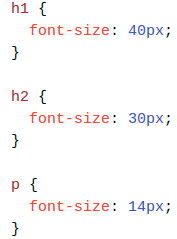 h1 {
  font-size: 40px;
}

h2 {
  font-size: 30px;
}

p {
  font-size: 14px;
}